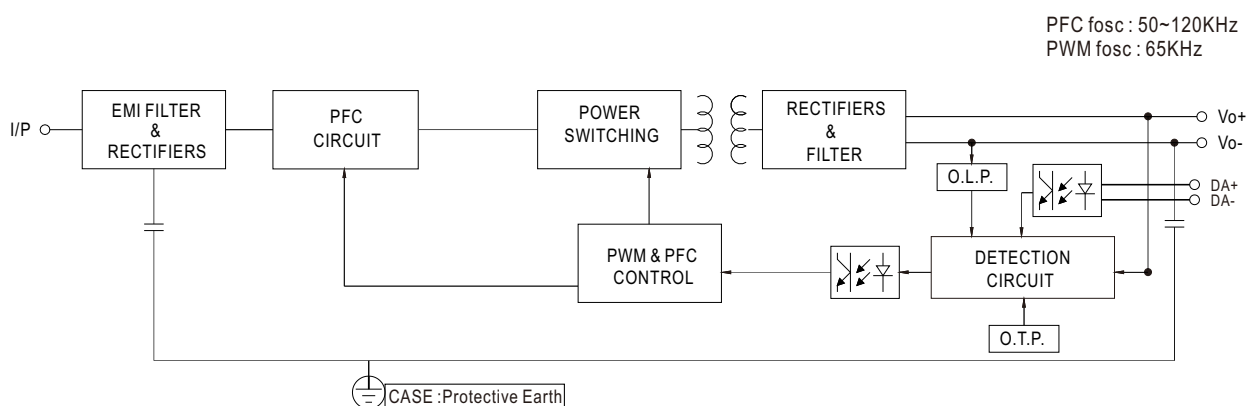 PFC fosc : 50~120KHz
PWM fosc : 65KHz
I/P
EMI FILTER
&
RECTIFIERS
PFC
CIRCUIT
POWER
SWITCHING
RECTIFIERS
&
FILTER
Vo+
Vo-
O.L.P.
DA+
DA-
PWM & PFC
CONTROL
DETECTION
CIRCUIT
O.T.P.
CASE :Protective Earth